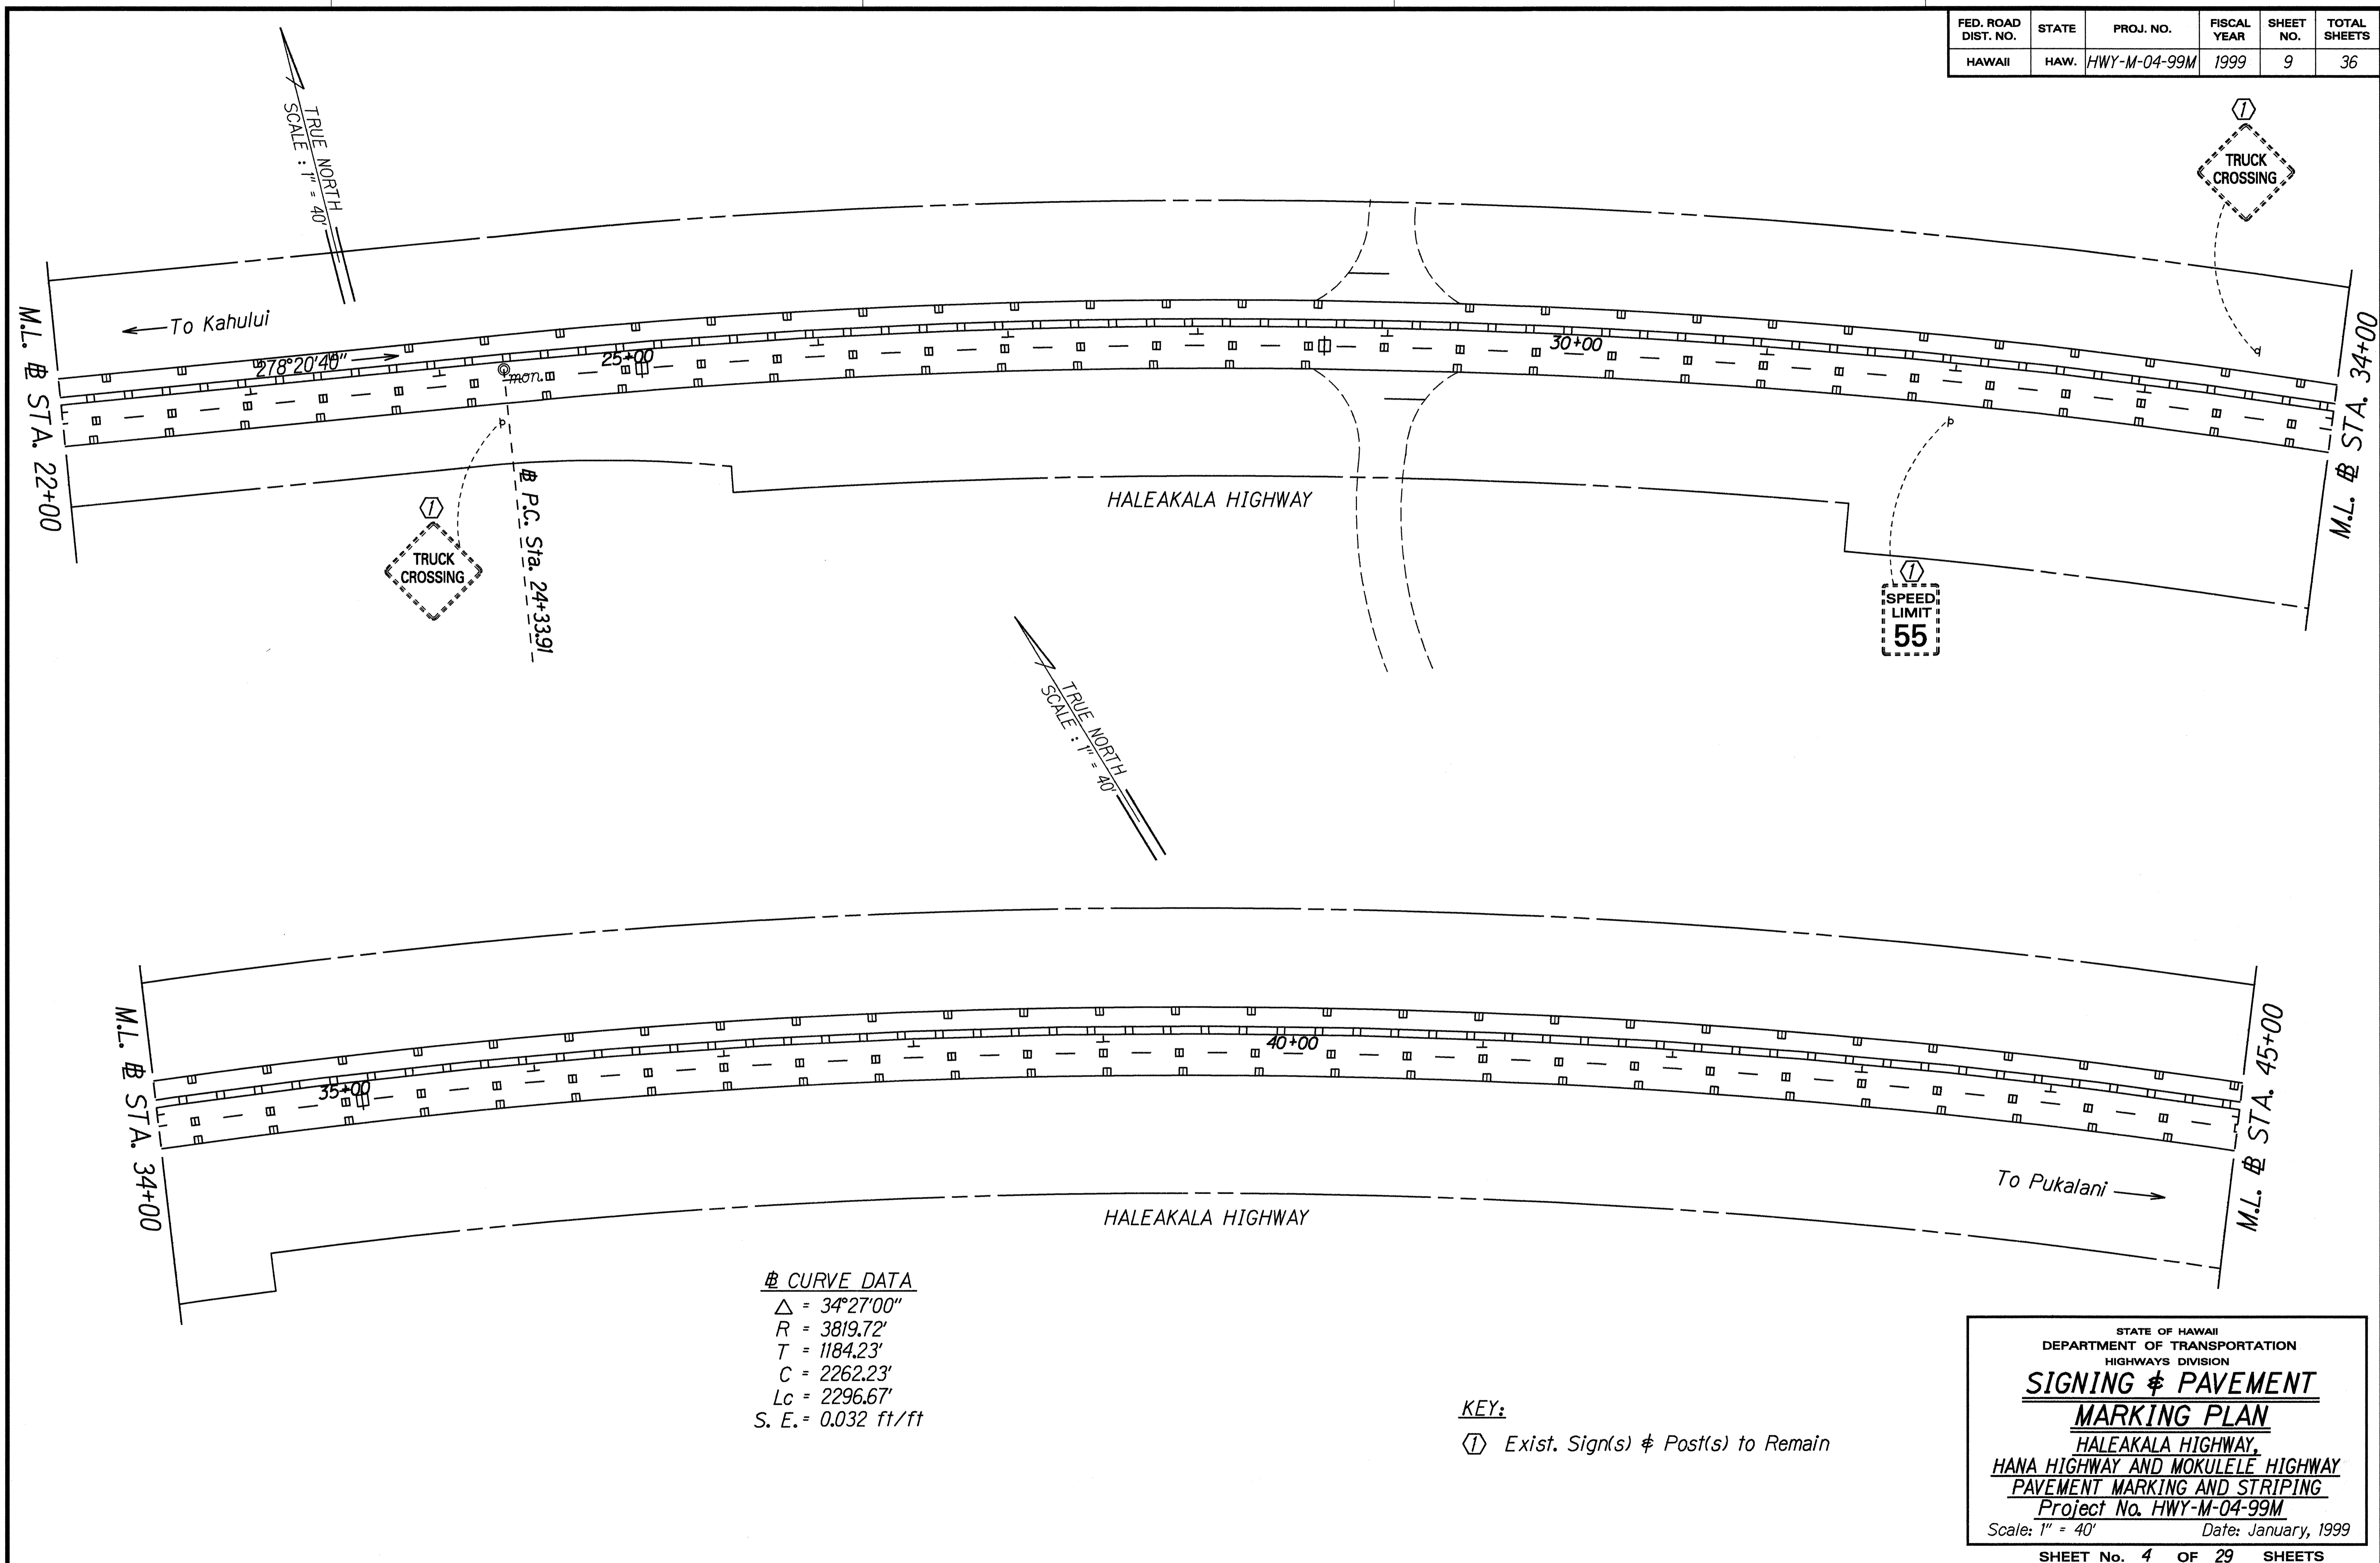 FED. ROAD DIST. NO.
STATE
PROJ. NO.
FISCAL YEAR
SHEET NO.
TOTAL SHEETS
HAWAII
HAW.
HWY-M-04-99M
1999
9
36
TRUE NORTH
SCALE : 1" = 40'
1
TRUCK
CROSSING
To Kahului
278°20'40"
mon.
25+00
30+00
M.L. ℄ STA. 22+00
M.L. ℄ STA. 34+00
HALEAKALA HIGHWAY
℄ P.C. Sta. 24+33.91
1
TRUCK
CROSSING
1
SPEED
LIMIT
55
TRUE NORTH
SCALE : 1" = 40'
M.L. ℄ STA. 34+00
35+00
40+00
M.L. ℄ STA. 45+00
To Pukalani
HALEAKALA HIGHWAY
℄ CURVE DATA
△ = 34°27'00"
R = 3819.72'
T = 1184.23'
C = 2262.23'
Lc = 2296.67'
S. E. = 0.032 ft/ft
KEY:
1 Exist. Sign(s) & Post(s) to Remain
STATE OF HAWAII
DEPARTMENT OF TRANSPORTATION
HIGHWAYS DIVISION
SIGNING & PAVEMENT
MARKING PLAN
HALEAKALA HIGHWAY,
HANA HIGHWAY AND MOKULELE HIGHWAY
PAVEMENT MARKING AND STRIPING
Project No. HWY-M-04-99M
Scale: 1" = 40' Date: January, 1999
SHEET No. 4 OF 29 SHEETS